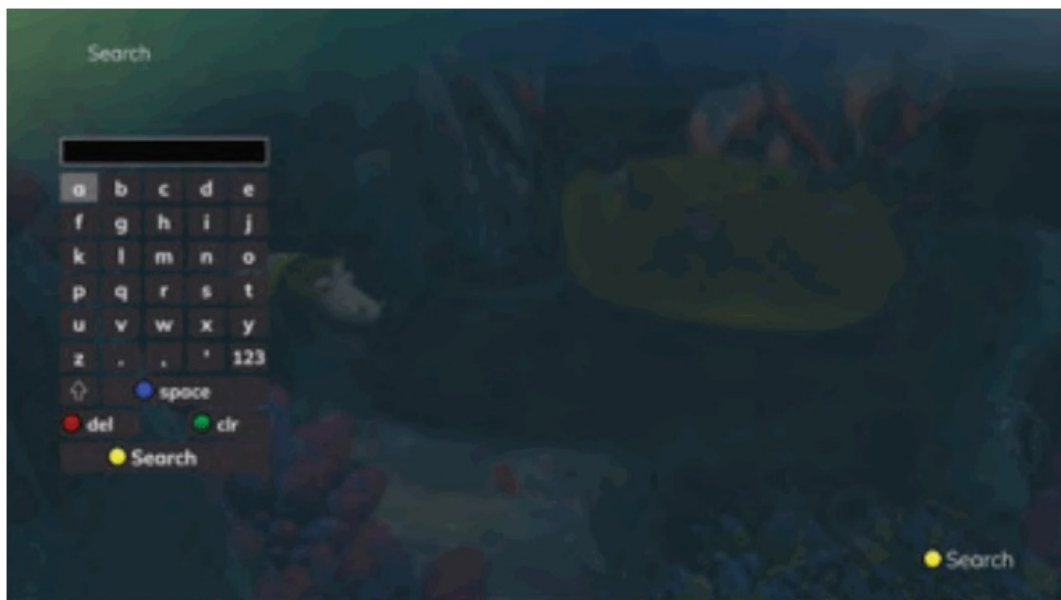 Search
a b c d e
f g h i j
k l m n o
p q r s t
u v w x y
z . , ' 123
space
del clr
Search
Search